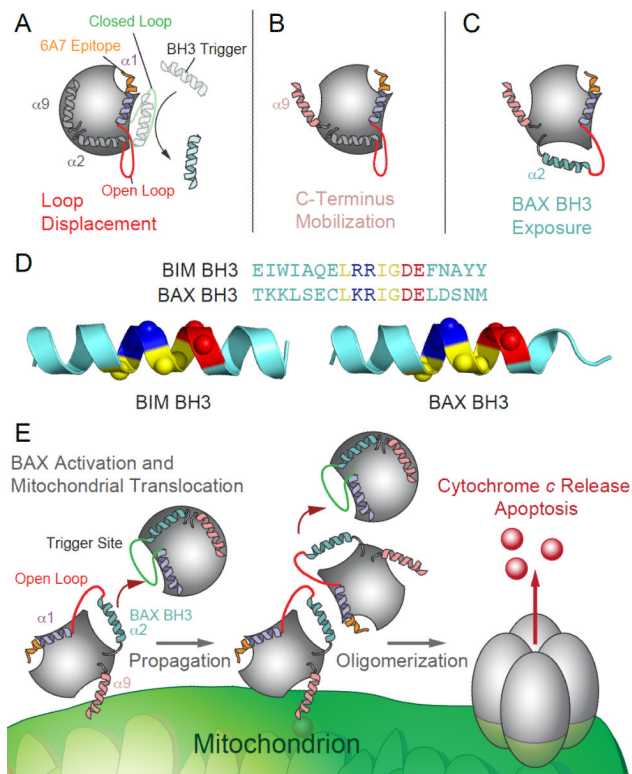 A
Closed Loop
6A7 Epitope
α1
BH3 Trigger
α9
α2
Open Loop
Loop
Displacement
B
α9
C-Terminus
Mobilization
C
α2
BAX BH3
Exposure
D
BIM BH3 EIWIAQELRRIGDEFNAYY
BAX BH3 TKKLSECLKRIGDELDSNM
BIM BH3
BAX BH3
E
BAX Activation and
Mitochondrial Translocation
Trigger Site
Open Loop
α1
BAX BH3
α2
α9
Propagation
Oligomerization
Cytochrome c Release
Apoptosis
Mitochondrion